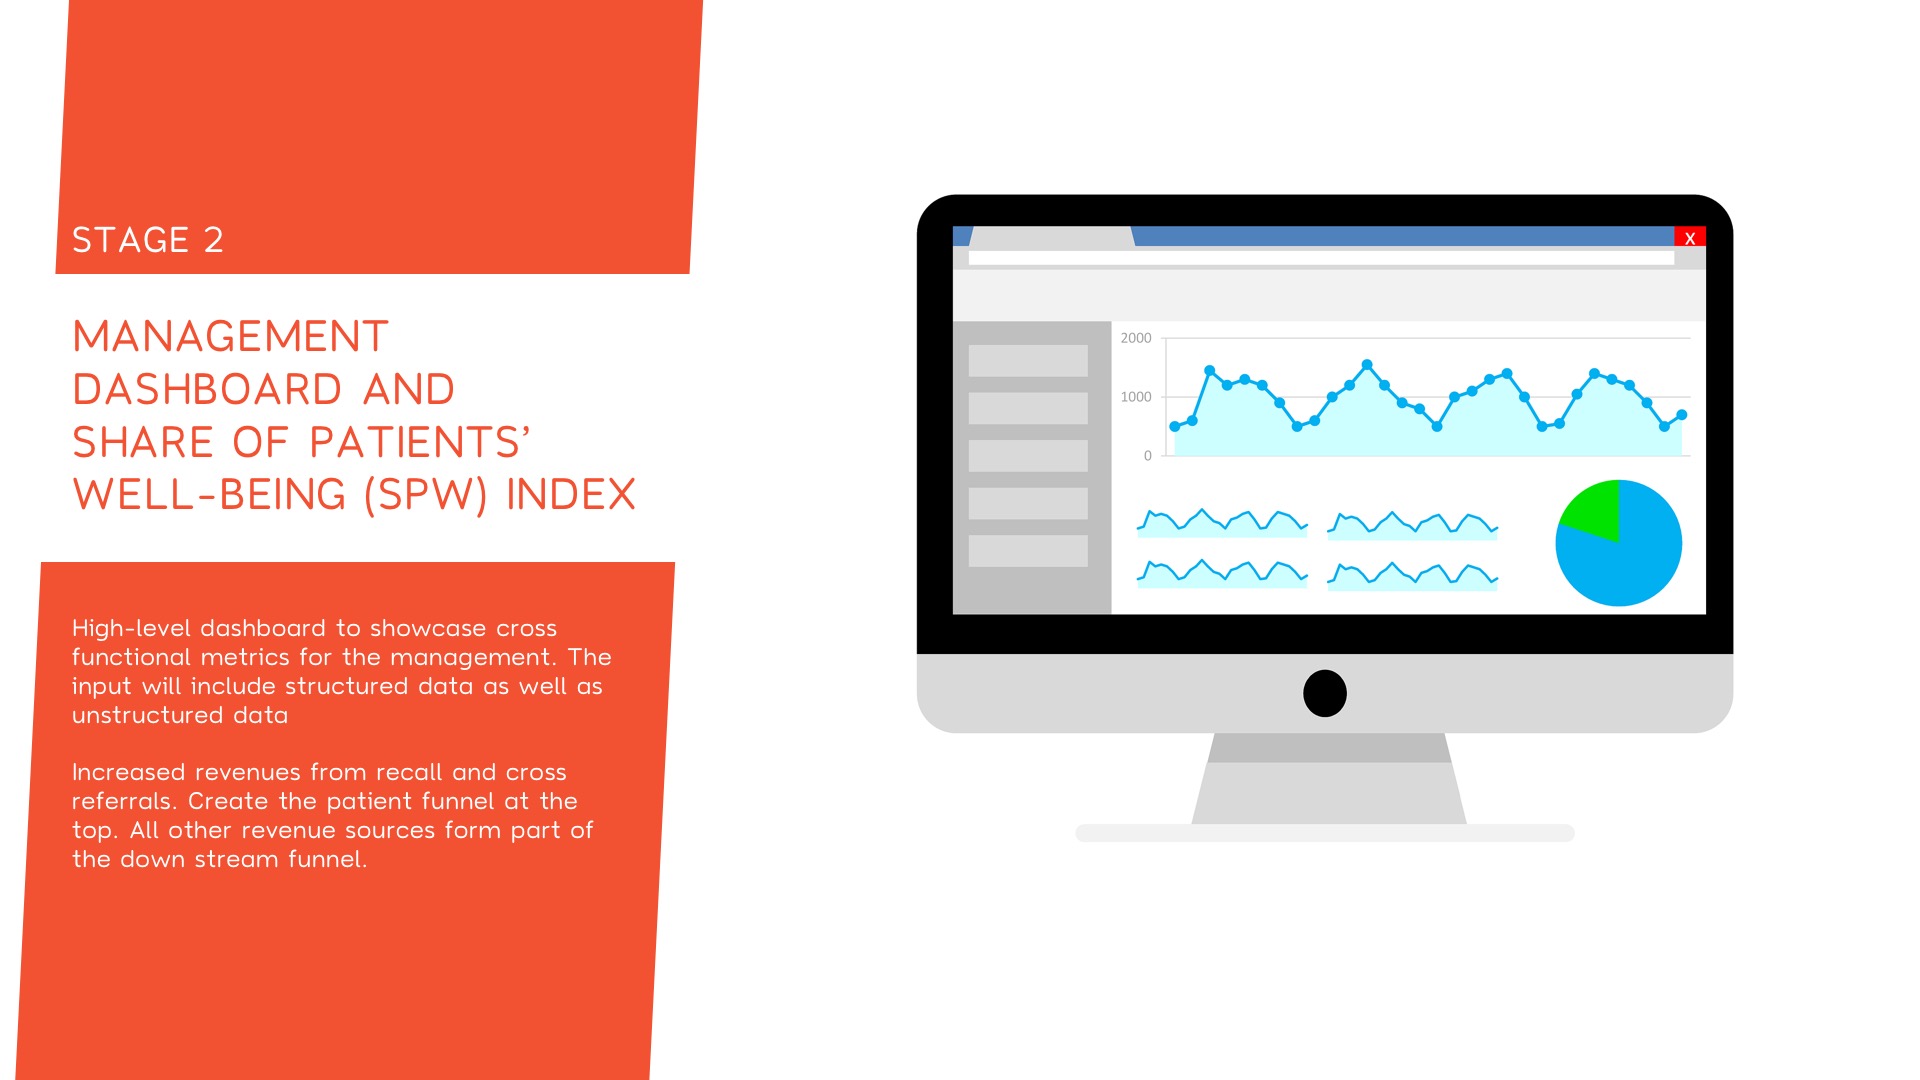 STAGE 2
MANAGEMENT
DASHBOARD AND
SHARE OF PATIENTS’
WELL-BEING (SPW) INDEX
High-level dashboard to showcase cross
functional metrics for the management. The
input will include structured data as well as
unstructured data
Increased revenues from recall and cross
referrals. Create the patient funnel at the
top. All other revenue sources form part of
the down stream funnel.
X
2000
1000
0